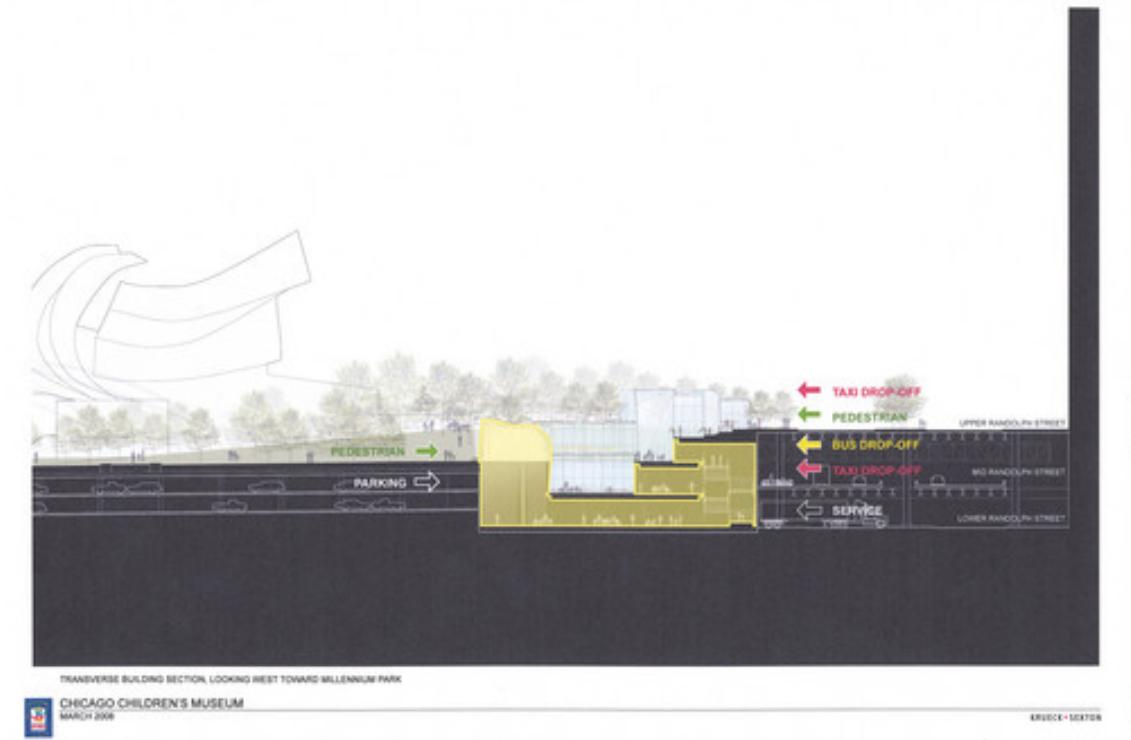 TAXI DROP-OFF
PEDESTRIAN
UPPER RANDOLPH STREET
BUS DROP-OFF
PEDESTRIAN
TAXI DROP-OFF
MID RANDOLPH STREET
PARKING
SERVICE
LOWER RANDOLPH STREET
TRANSVERSE BUILDING SECTION, LOOKING WEST TOWARD MILLENNIUM PARK
CHICAGO CHILDREN'S MUSEUM
MARCH 2008
KRUECK+SEXTON